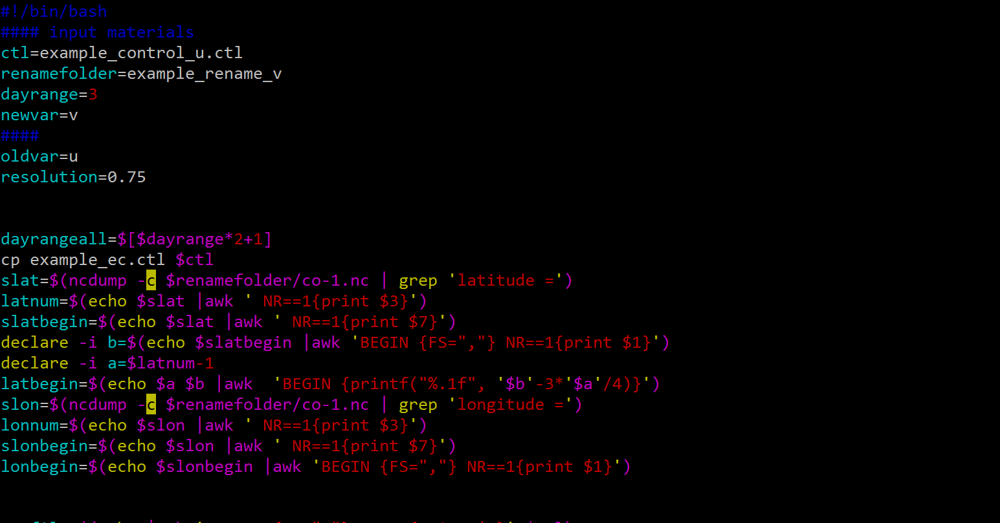 #!/bin/bash
#### input materials
ctl=example_control_u.ctl
renamefolder=example_rename_v
dayrange=3
newvar=v
####
oldvar=u
resolution=0.75
dayrangeall=$[$dayrange*2+1]
cp example_ec.ctl $ctl
slat=$(ncdump -c $renamefolder/co-1.nc | grep 'latitude =')
latnum=$(echo $slat |awk ' NR==1{print $3}')
slatbegin=$(echo $slat |awk ' NR==1{print $7}')
declare -i b=$(echo $slatbegin |awk 'BEGIN {FS=","} NR==1{print $1}')
declare -i a=$latnum-1
latbegin=$(echo $a $b |awk  'BEGIN {printf("%.1f", '$b'-3*'$a'/4)}')
slon=$(ncdump -c $renamefolder/co-1.nc | grep 'longitude =')
lonnum=$(echo $slon |awk ' NR==1{print $3}')
slonbegin=$(echo $slon |awk ' NR==1{print $7}')
lonbegin=$(echo $slonbegin |awk 'BEGIN {FS=","} NR==1{print $1}')